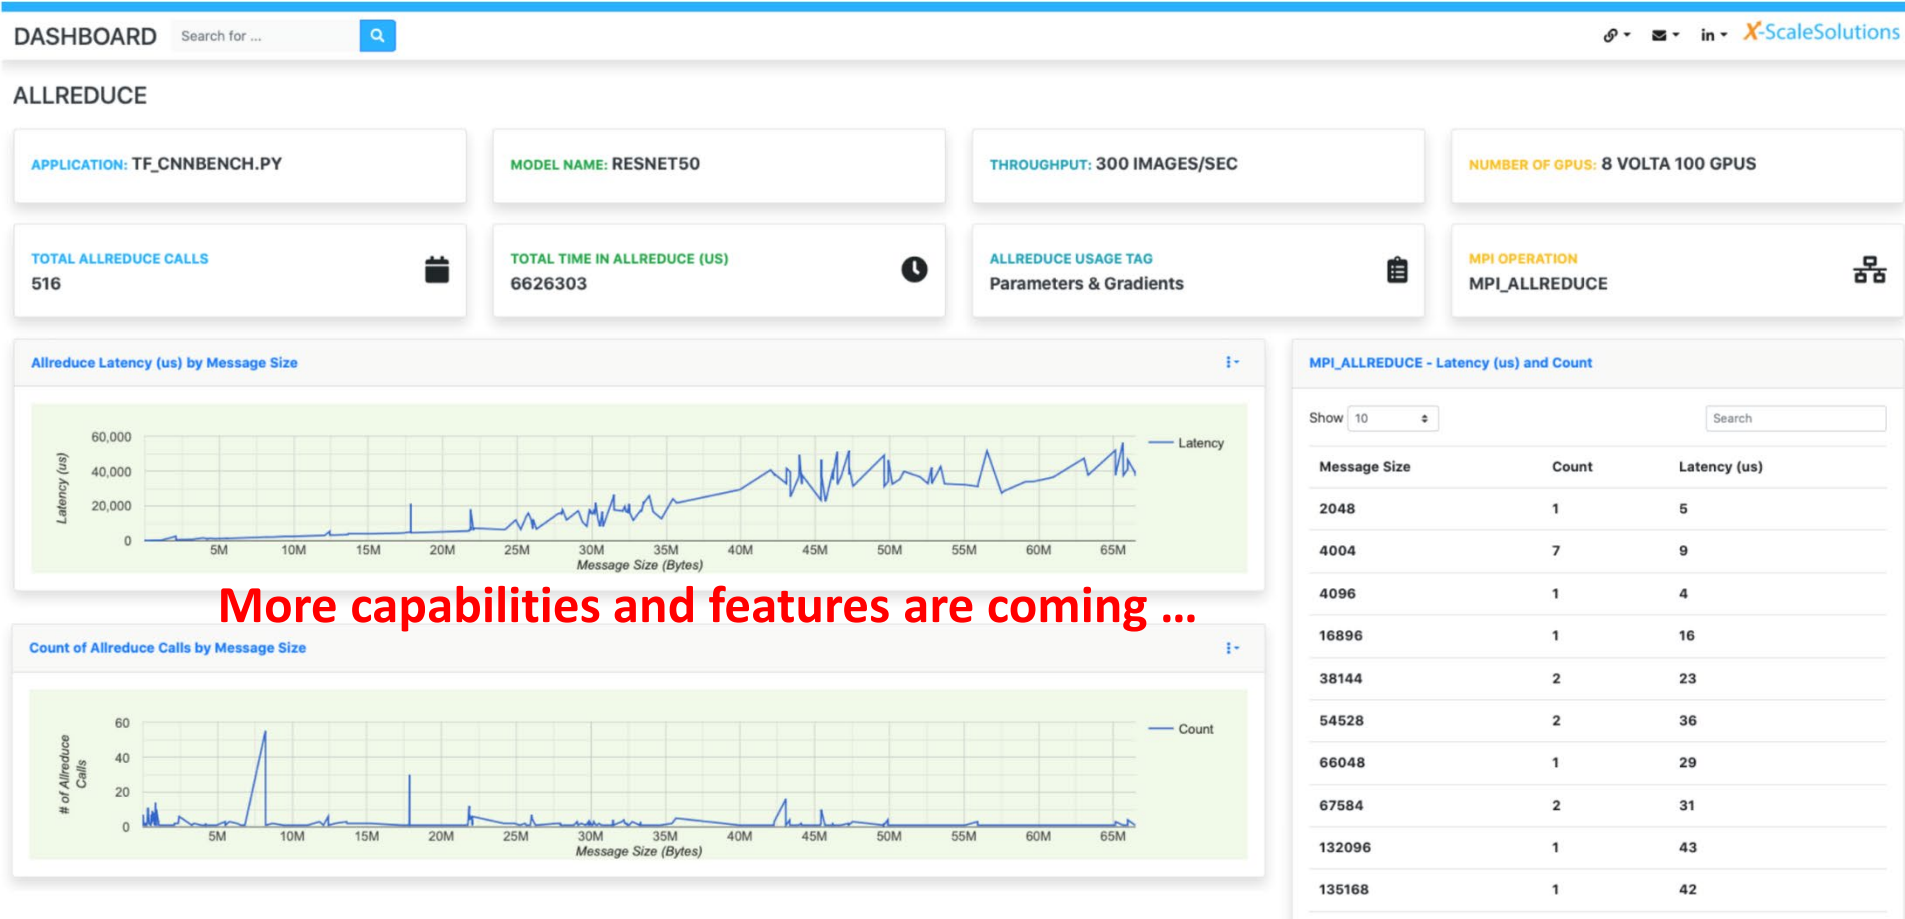 DASHBOARD Search for ... in X-ScaleSolutions
ALLREDUCE
APPLICATION: TF_CNNBENCH.PY
MODEL NAME: RESNET50
THROUGHPUT: 300 IMAGES/SEC
NUMBER OF GPUS: 8 VOLTA 100 GPUS
TOTAL ALLREDUCE CALLS
516
TOTAL TIME IN ALLREDUCE (US)
6626303
ALLREDUCE USAGE TAG
Parameters & Gradients
MPI OPERATION
MPI_ALLREDUCE
Allreduce Latency (us) by Message Size
Latency (us)
60,000
40,000
20,000
0
5M 10M 15M 20M 25M 30M 35M 40M 45M 50M 55M 60M 65M
Message Size (Bytes)
Latency
More capabilities and features are coming ...
Count of Allreduce Calls by Message Size
# of Allreduce
Calls
60
40
20
0
5M 10M 15M 20M 25M 30M 35M 40M 45M 50M 55M 60M 65M
Message Size (Bytes)
Count
MPI_ALLREDUCE - Latency (us) and Count
Show 10 Search
Message Size Count Latency (us)
2048 1 5
4004 7 9
4096 1 4
16896 1 16
38144 2 23
54528 2 36
66048 1 29
67584 2 31
132096 1 43
135168 1 42